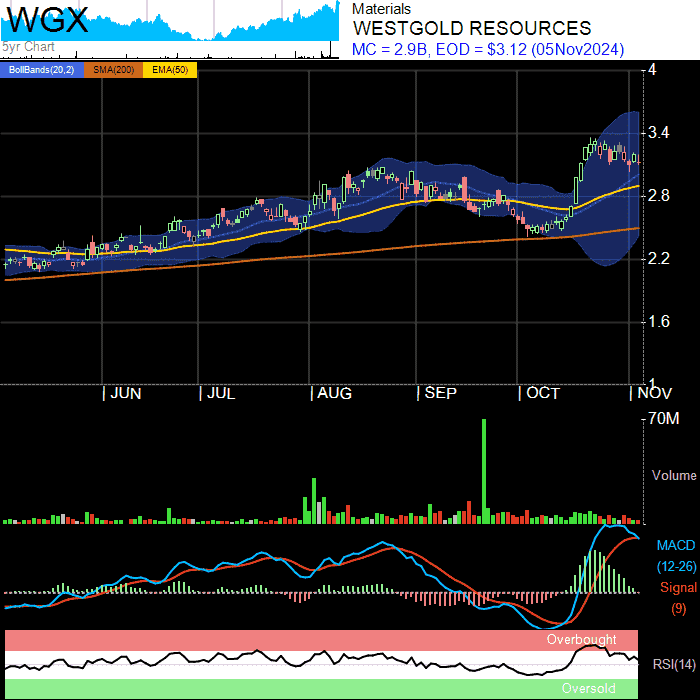 WGX
5yr Chart
Materials
WESTGOLD RESOURCES
MC = 2.9B, EOD = $3.12 (05Nov2024)
BollBands(20,2) SMA(200) EMA(50)
4
3.4
2.8
2.2
1.6
1
JUN JUL AUG SEP OCT NOV
70M
Volume
MACD
(12-26)
Signal
(9)
Overbought
RSI(14)
Oversold